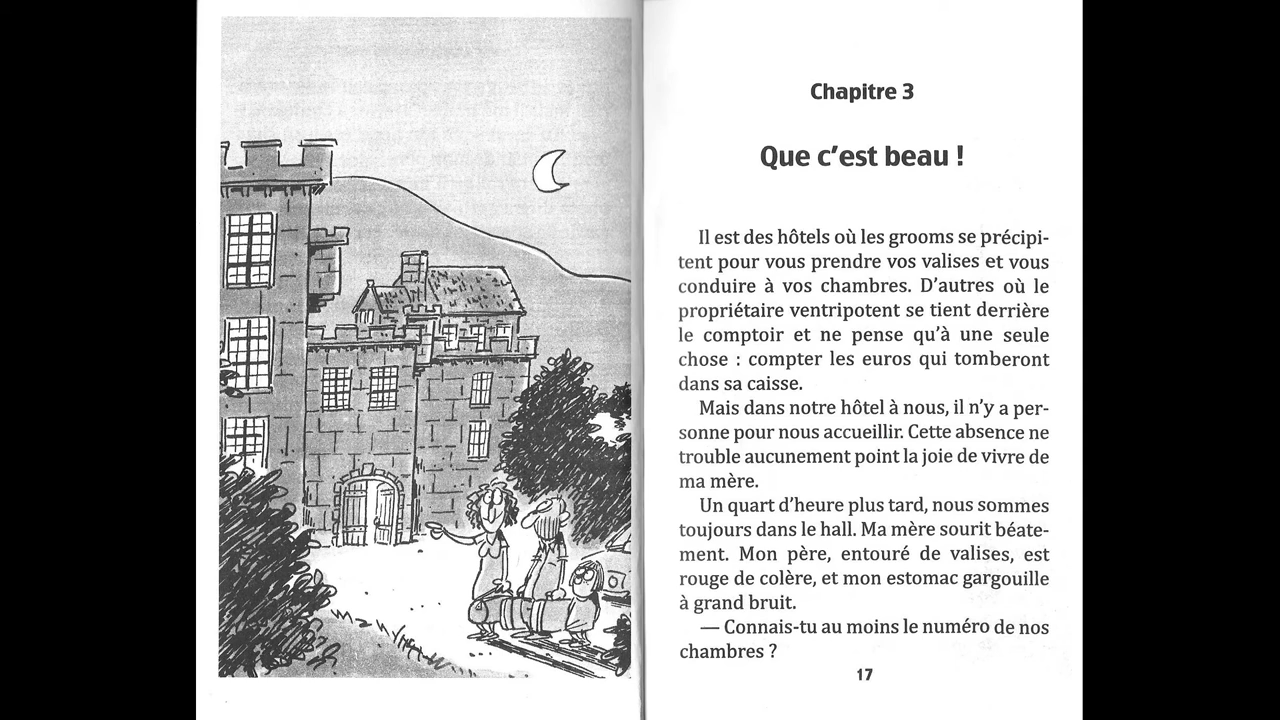 Chapitre 3
Que c'est beau !
Il est des hôtels où les grooms se précipi-
tent pour vous prendre vos valises et vous
conduire à vos chambres. D'autres où le
propriétaire ventripotent se tient derrière
le comptoir et ne pense qu'à une seule
chose : compter les euros qui tomberont
dans sa caisse.
Mais dans notre hôtel à nous, il n'y a per-
sonne pour nous accueillir. Cette absence ne
trouble aucunement point la joie de vivre de
ma mère.
Un quart d'heure plus tard, nous sommes
toujours dans le hall. Ma mère sourit béate-
ment. Mon père, entouré de valises, est
rouge de colère, et mon estomac gargouille
à grand bruit.
— Connais-tu au moins le numéro de nos
chambres ?
17